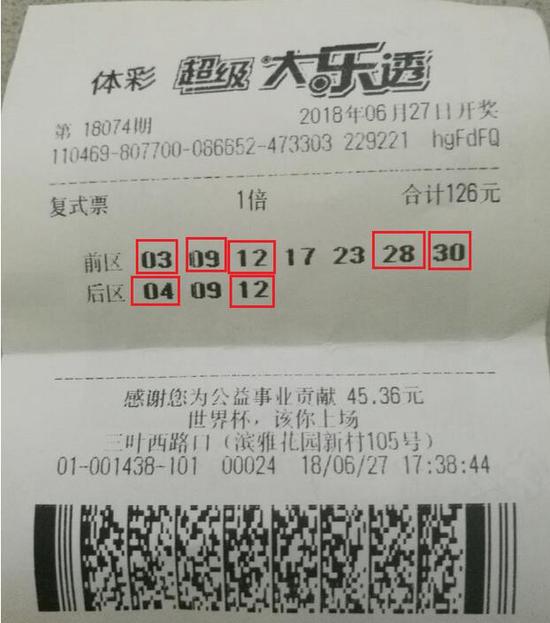 体彩 超级大乐透
第 18074期 2018年06月27日开奖
110469-807700-086652-473303 229221 hgFdFQ
复式票 1倍 合计126元
前区 03 09 12 17 23 28 30
后区 04 09 12
感谢您为公益事业贡献 45.36元
世界杯，该你上场
三叶西路口（滨雅花园新村105号）
01-001438-101 00024 18/06/27 17:38:44